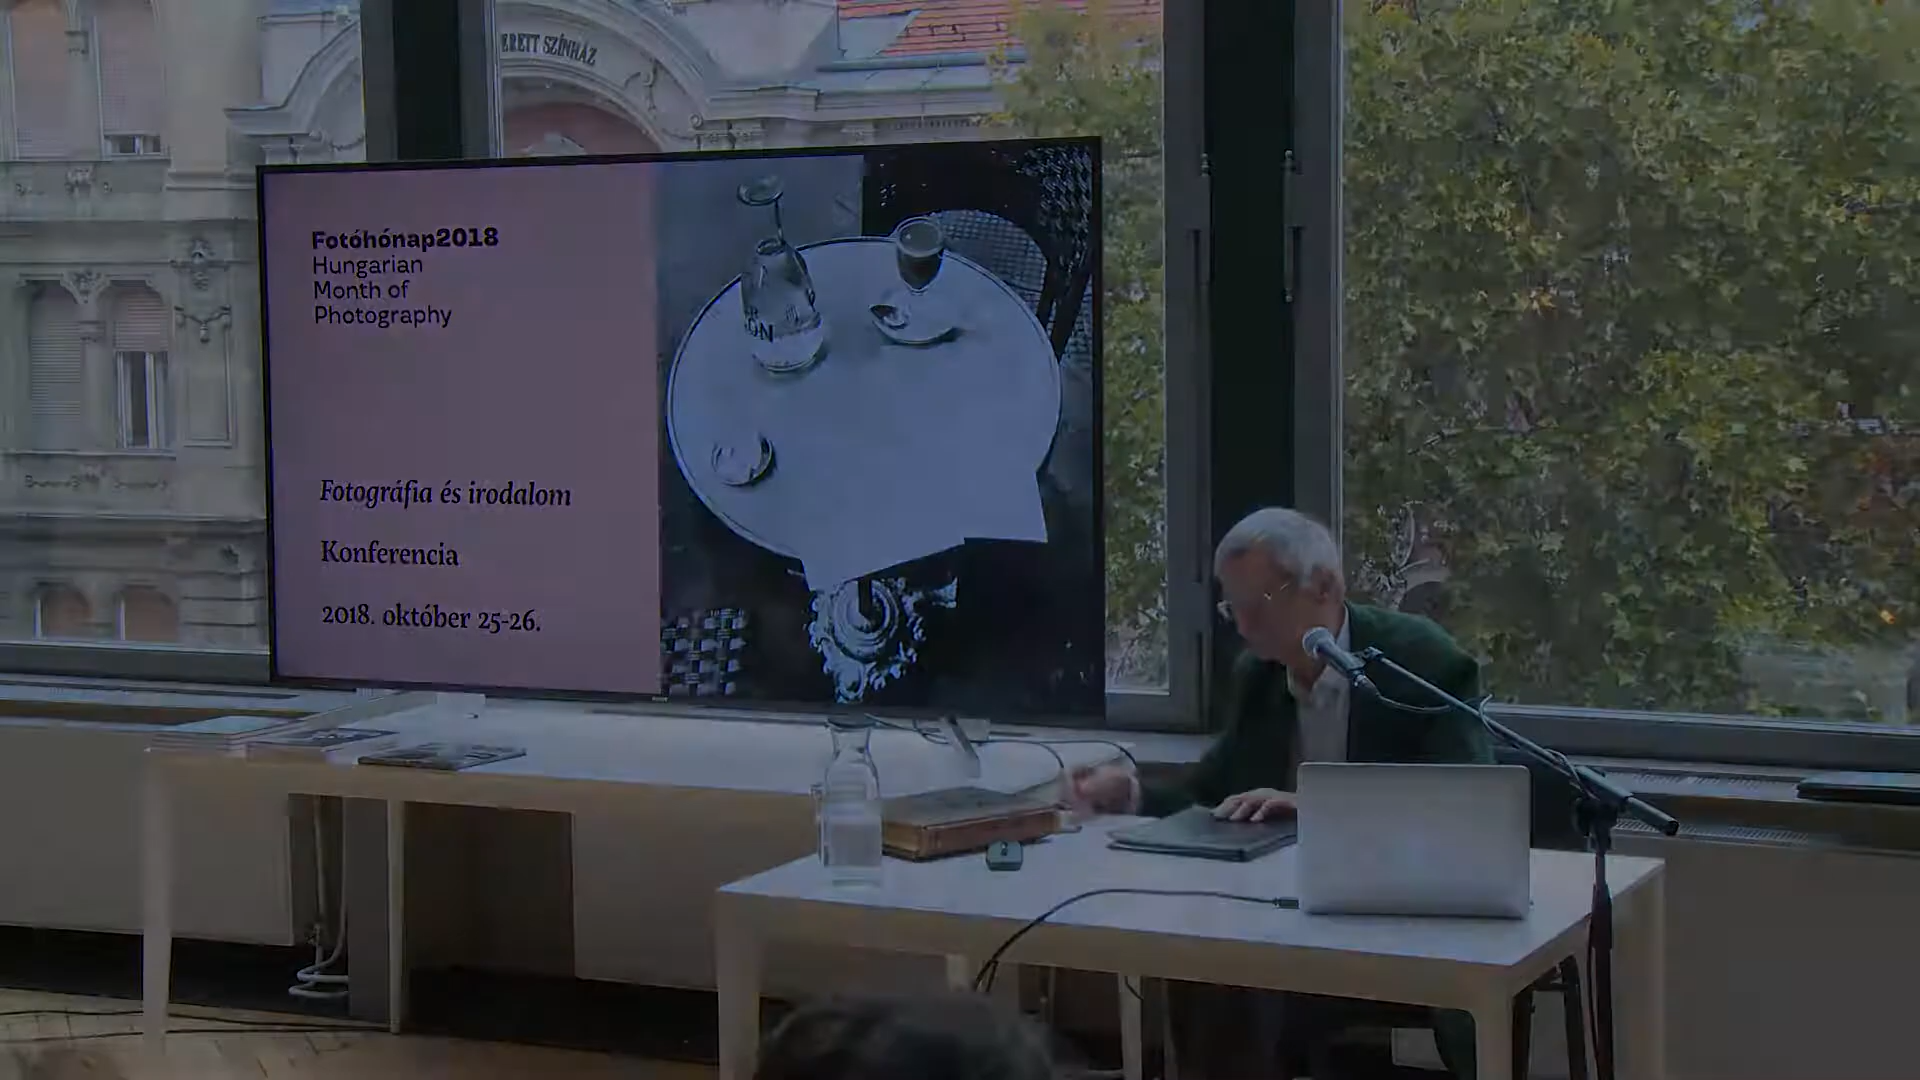 ERETT SZÍNHÁZ
Fotóhónap2018
Hungarian
Month of
Photography
Fotográfia és irodalom
Konferencia
2018. október 25-26.